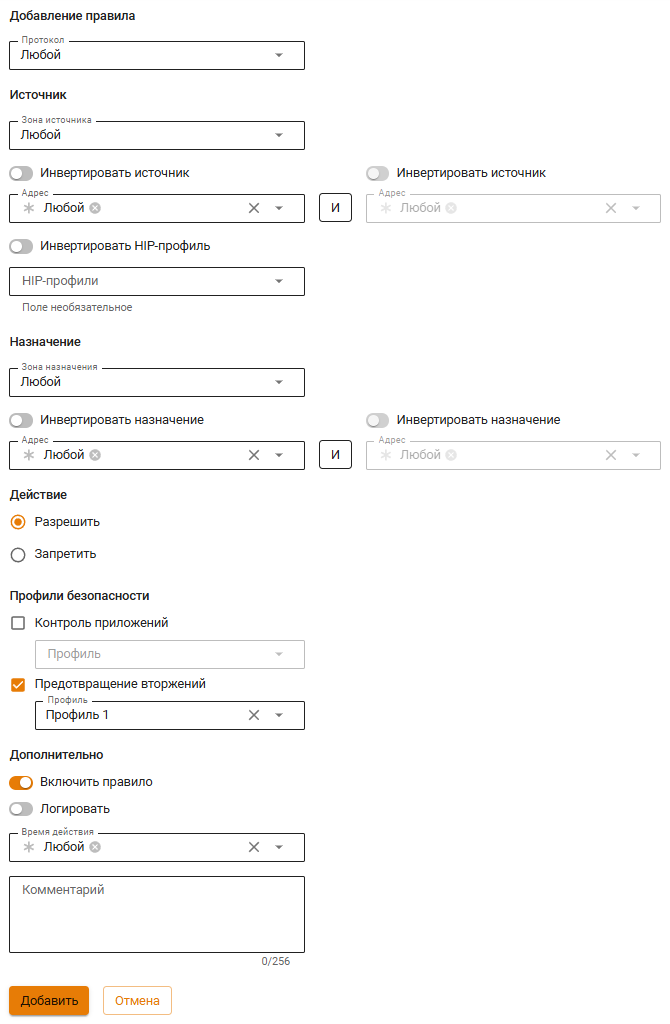 Добавление правила
Протокол
Любой
Источник
Зона источника
Любой
Инвертировать источник
Инвертировать источник
Адрес
Любой
И
Адрес
Любой
Инвертировать HIP-профиль
HIP-профили
Поле необязательное
Назначение
Зона назначения
Любой
Инвертировать назначение
Инвертировать назначение
Адрес
Любой
И
Адрес
Любой
Действие
Разрешить
Запретить
Профили безопасности
Контроль приложений
Профиль
Предотвращение вторжений
Профиль
Профиль 1
Дополнительно
Включить правило
Логировать
Время действия
Любой
Комментарий
0/256
Добавить
Отмена